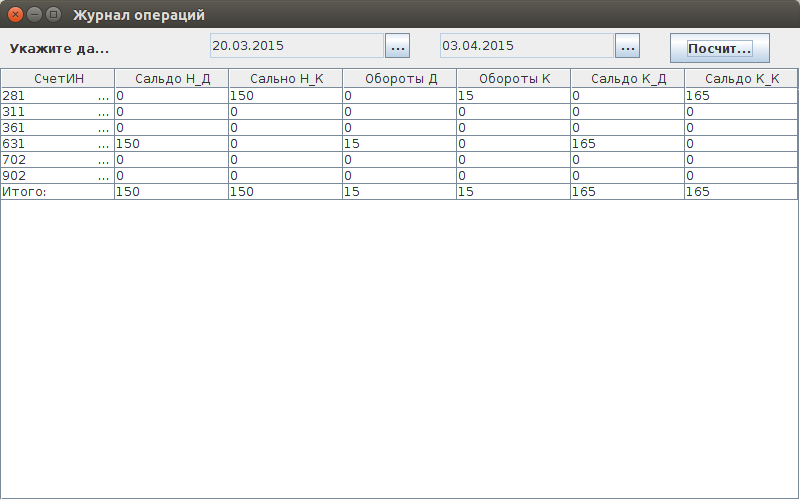 Журнал операций
Укажите да... 20.03.2015 ... 03.04.2015 ... Посчит...
СчетИН Сальдо Н_Д Сально Н_К Обороты Д Обороты К Сальдо К_Д Сальдо К_К
281 ... 0 150 0 15 0 165
311 ... 0 0 0 0 0 0
361 ... 0 0 0 0 0 0
631 ... 150 0 15 0 165 0
702 ... 0 0 0 0 0 0
902 ... 0 0 0 0 0 0
Итого: 150 150 15 15 165 165